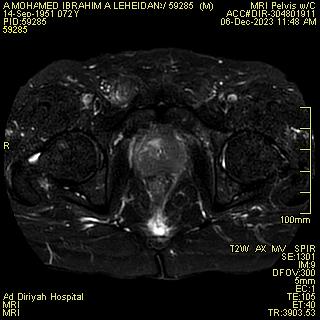 A MOHAMED IBRAHIM A LEHEIDAN:/ 59285 (M)
14-Sep-1951 072Y
PID:59285
59285
MRI Pelvis w/C
ACC#DIR-304801911
06-Dec-2023 11:48 AM
R
100mm
T2W AX MV SPIR
SE:1301
IM:9
DFOV:300
5mm
EC:1
TE:105
ET:40
TR:3903.53
Ad Diriyah Hospital
MRI
MRI